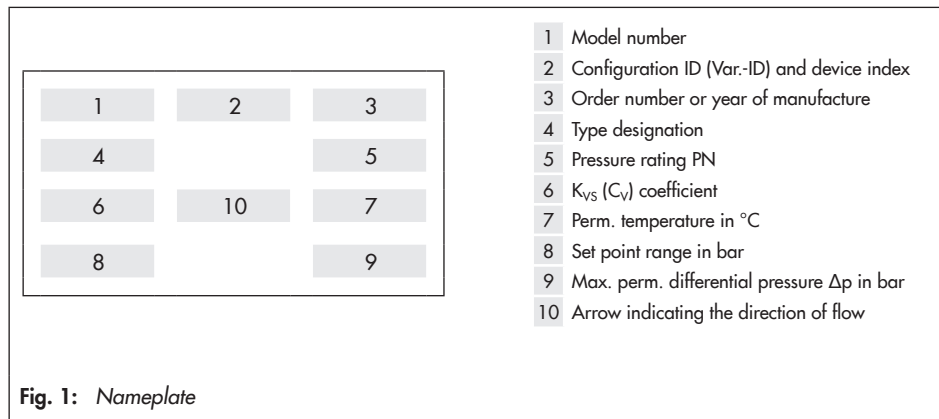 1 2 3
4 5
6 10 7
8 9
1 Model number
2 Configuration ID (Var.-ID) and device index
3 Order number or year of manufacture
4 Type designation
5 Pressure rating PN
6 KVS (CV) coefficient
7 Perm. temperature in °C
8 Set point range in bar
9 Max. perm. differential pressure Δp in bar
10 Arrow indicating the direction of flow
Fig. 1: Nameplate